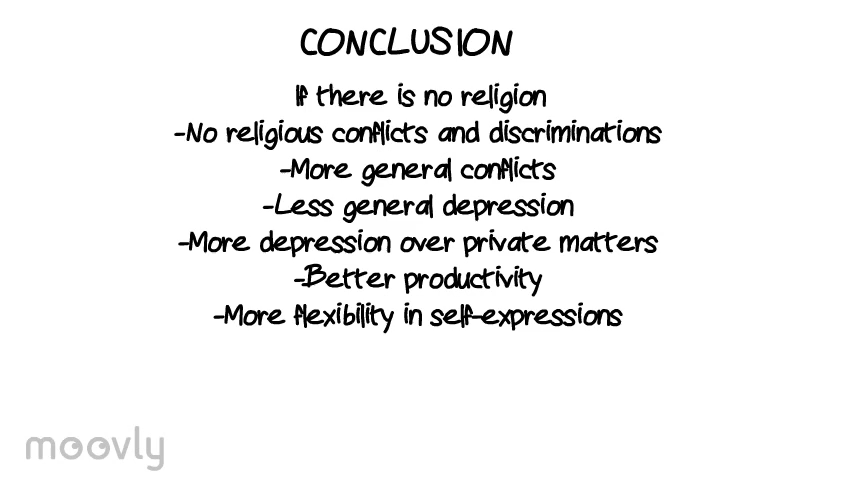 CONCLUSION
If there is no religion
-No religious conflicts and discriminations
-More general conflicts
-Less general depression
-More depression over private matters
-Better productivity
-More flexibility in self-expressions
moovly